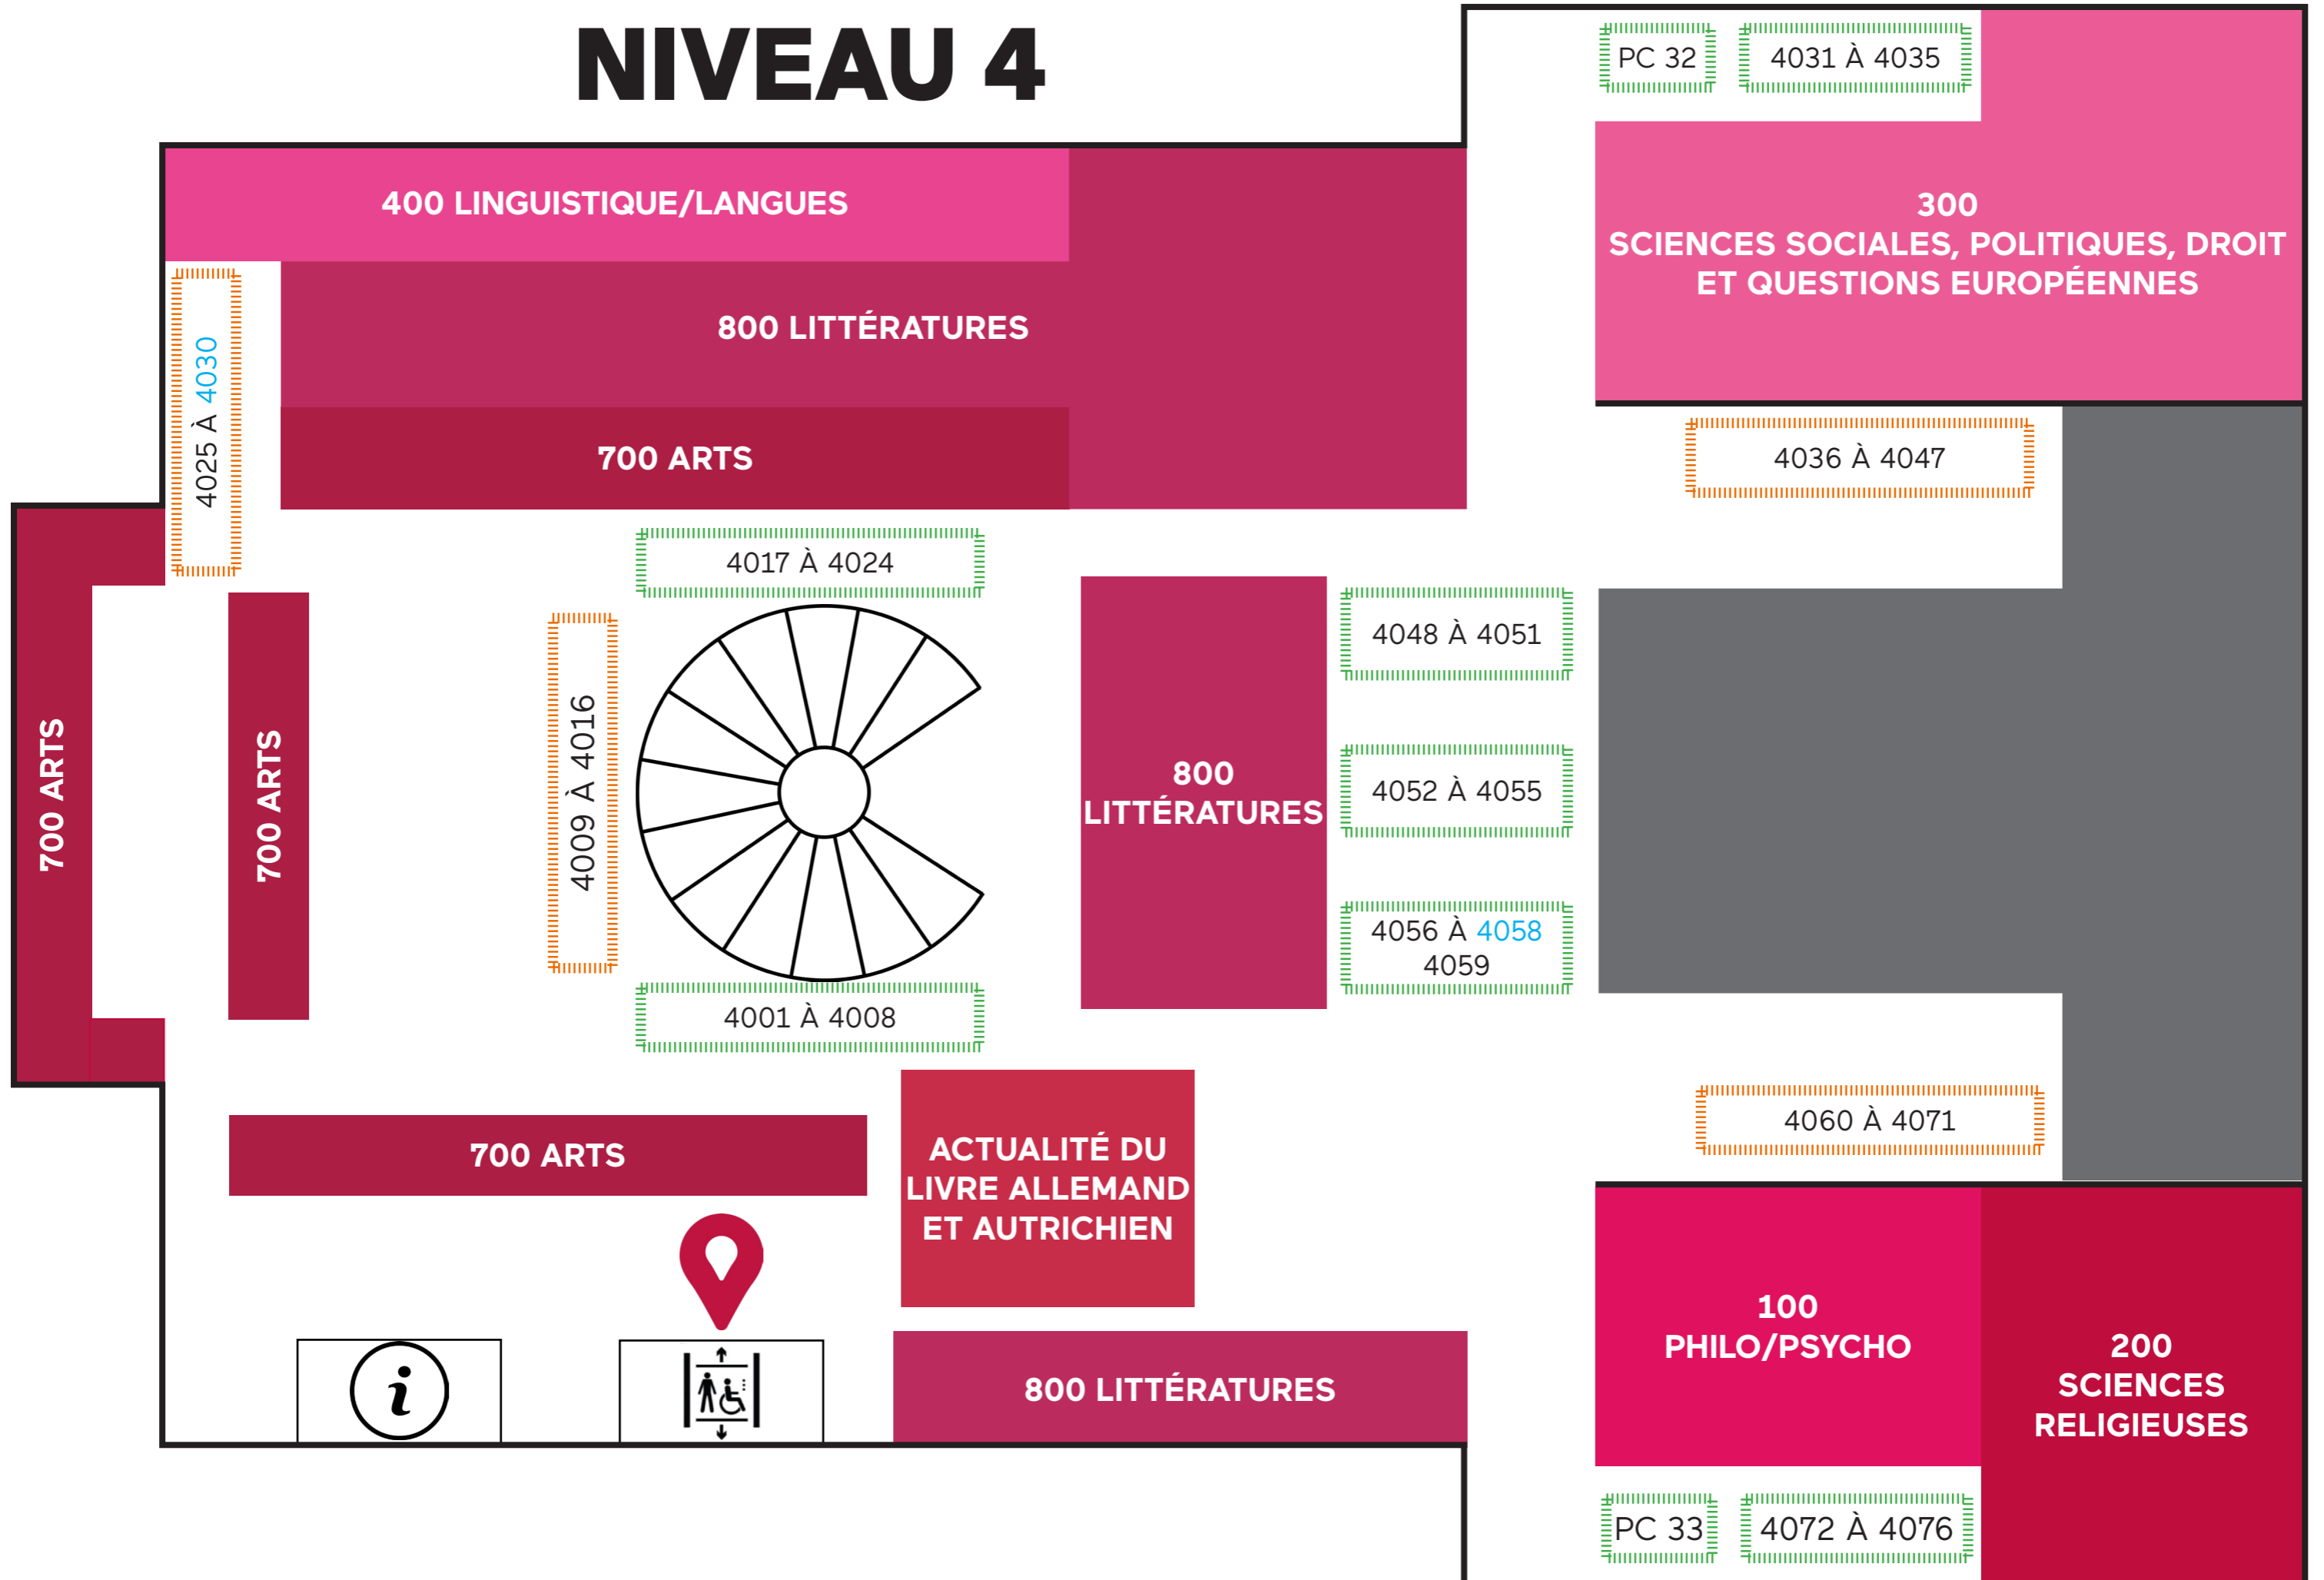 NIVEAU 4
PC 32
4031 À 4035
400 LINGUISTIQUE/LANGUES
300
SCIENCES SOCIALES, POLITIQUES, DROIT
ET QUESTIONS EUROPÉENNES
800 LITTÉRATURES
4025 À 4030
700 ARTS
4036 À 4047
4017 À 4024
4048 À 4051
700 ARTS
700 ARTS
4009 À 4016
800
LITTÉRATURES
4052 À 4055
4056 À 4058
4059
4001 À 4008
4060 À 4071
700 ARTS
ACTUALITÉ DU
LIVRE ALLEMAND
ET AUTRICHIEN
100
PHILO/PSYCHO
200
SCIENCES
RELIGIEUSES
i
800 LITTÉRATURES
PC 33
4072 À 4076